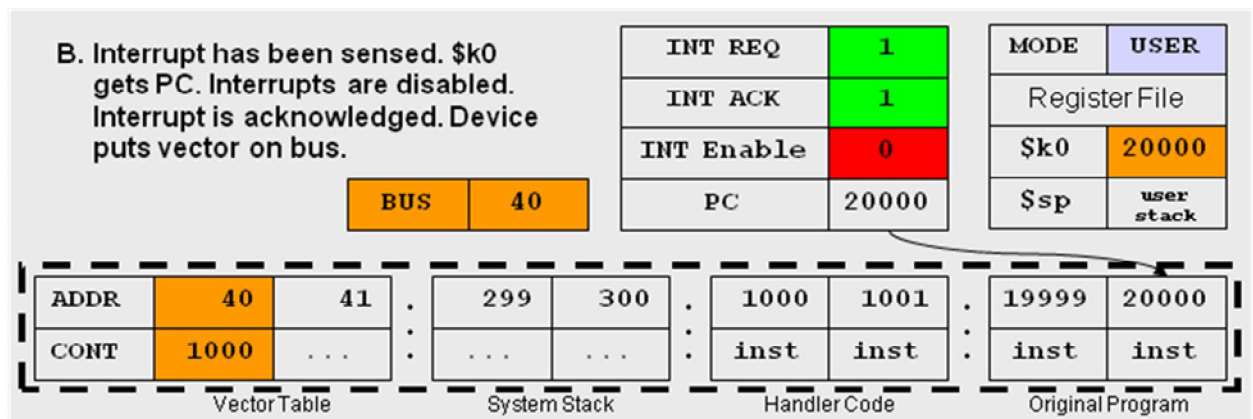 B. Interrupt has been sensed. $k0
gets PC. Interrupts are disabled.
Interrupt is acknowledged. Device
puts vector on bus.
BUS 40
INT REQ 1
INT ACK 1
INT Enable 0
PC 20000
MODE USER
Register File
$k0 20000
$sp user
stack
ADDR 40 41 . 299 300 . 1000 1001 . 19999 20000
. . .
CONT 1000 ... . ... ... . inst inst . inst inst
Vector Table System Stack Handler Code Original Program